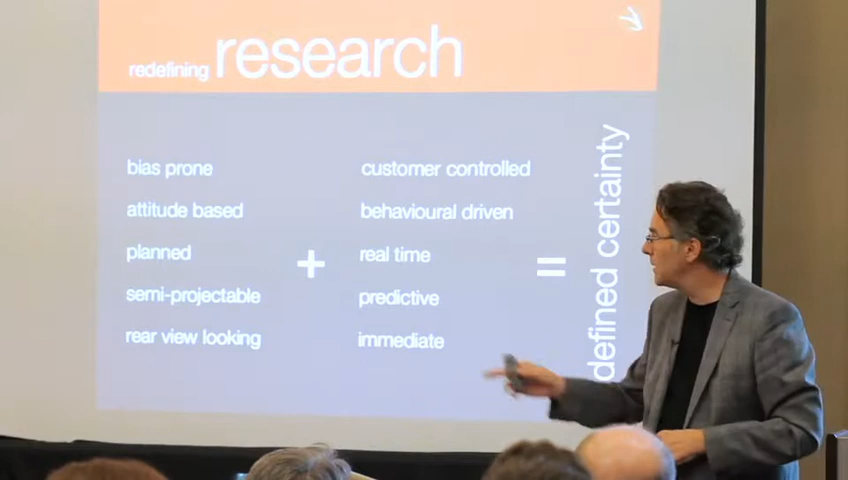 redefining research
bias prone
attitude based
planned
semi-projectable
rear view looking
+
customer controlled
behavioural driven
real time
predictive
immediate
=
defined certainty